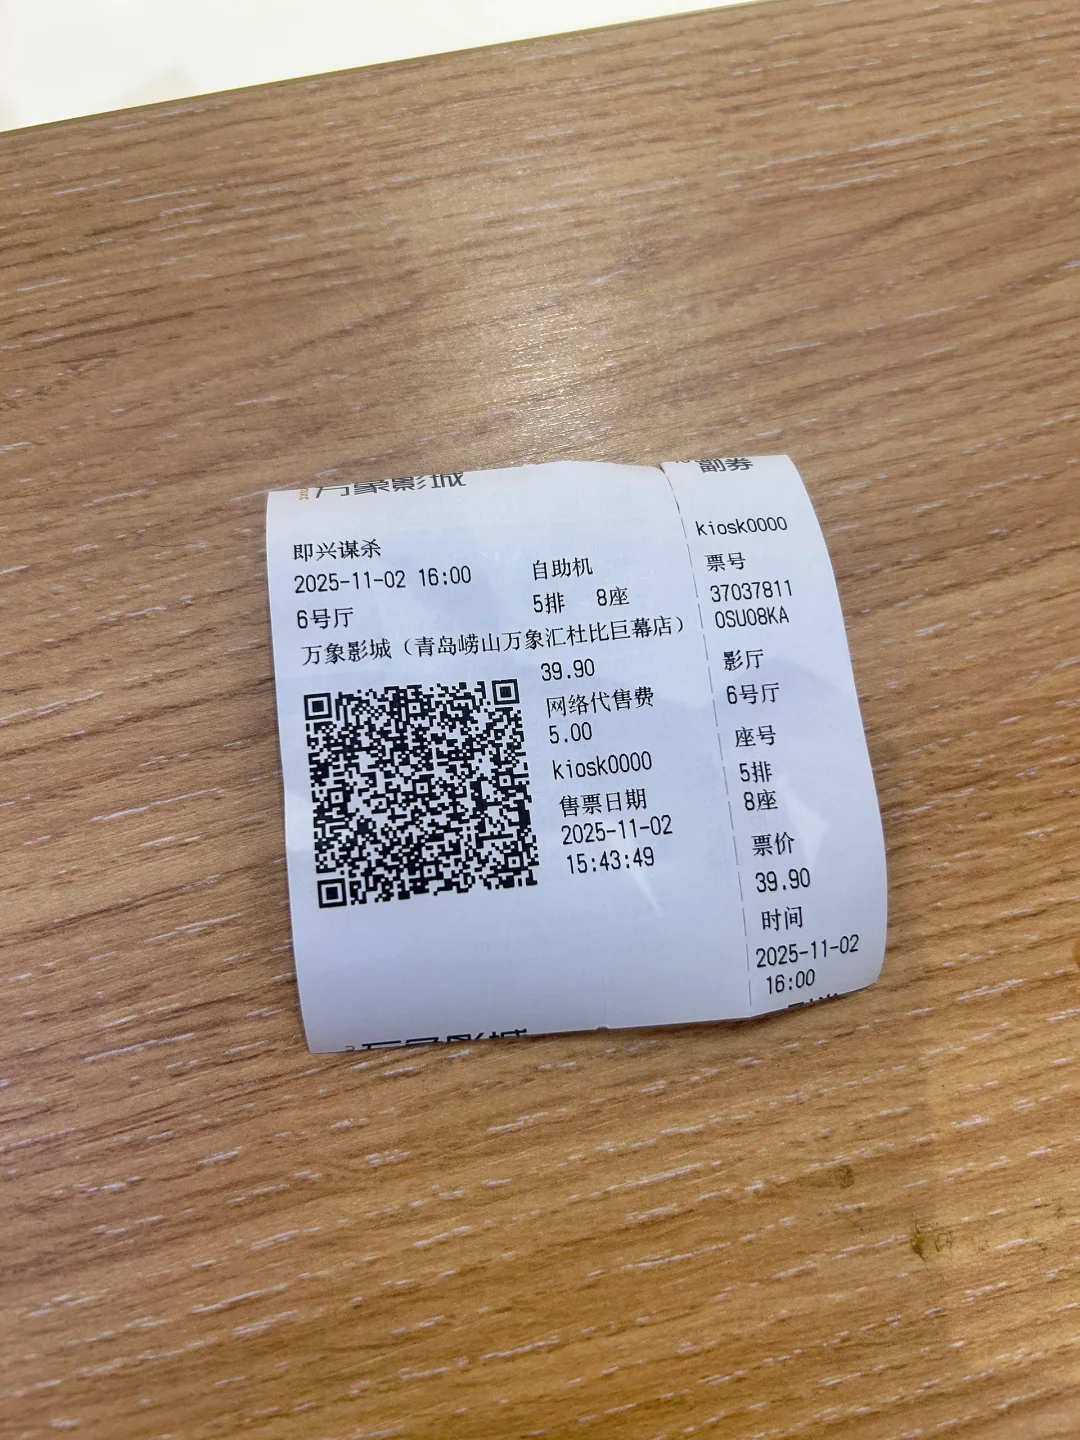 万象影城
即兴谋杀
2025-11-02 16:00
自助机
6号厅
5排 8座
万象影城（青岛崂山万象汇杜比巨幕店）
39.90
网络代售费
5.00
kiosk0000
售票日期
2025-11-02
15:43:49
万象影城
副券
kiosk0000
票号
37037811
0SU08KA
影厅
6号厅
座号
5排
8座
票价
39.90
时间
2025-11-02
16:00